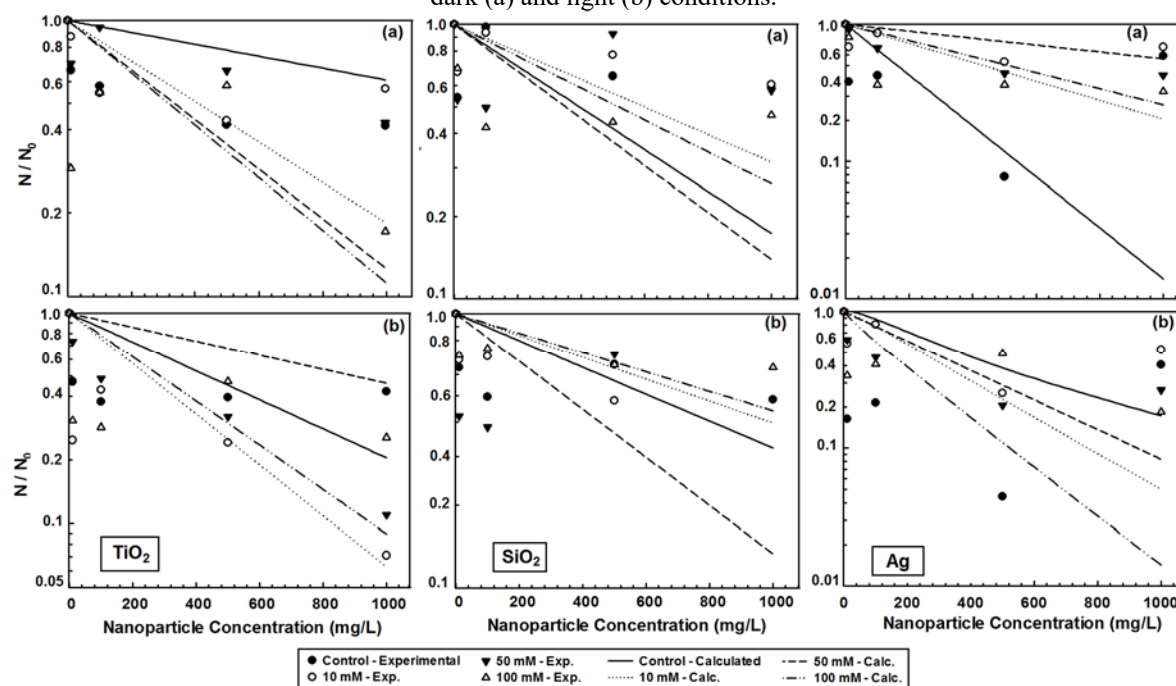 dark (a) and light (b) conditions.
(a)
(a)
(a)
1.0
0.8
0.6
0.4
0.2
0.1
N / N0
1.0
0.8
0.6
0.4
0.2
0.1
1.0
0.4
0.1
0.01
0 200 400 600 800 1000
(b)
(b)
(b)
1.0
0.8
0.6
0.4
0.2
0.1
0.05
N / N0
TiO2
1.0
0.8
0.6
0.4
0.2
0.1
SiO2
1.0
0.4
0.2
0.1
0.01
Ag
0 200 400 600 800 1000
0 200 400 600 800 1000
0 200 400 600 800 1000
Nanoparticle Concentration (mg/L)
Nanoparticle Concentration (mg/L)
Nanoparticle Concentration (mg/L)
Control - Experimental
50 mM - Exp.
Control - Calculated
50 mM - Calc.
10 mM - Exp.
100 mM - Exp.
10 mM - Calc.
100 mM - Calc.